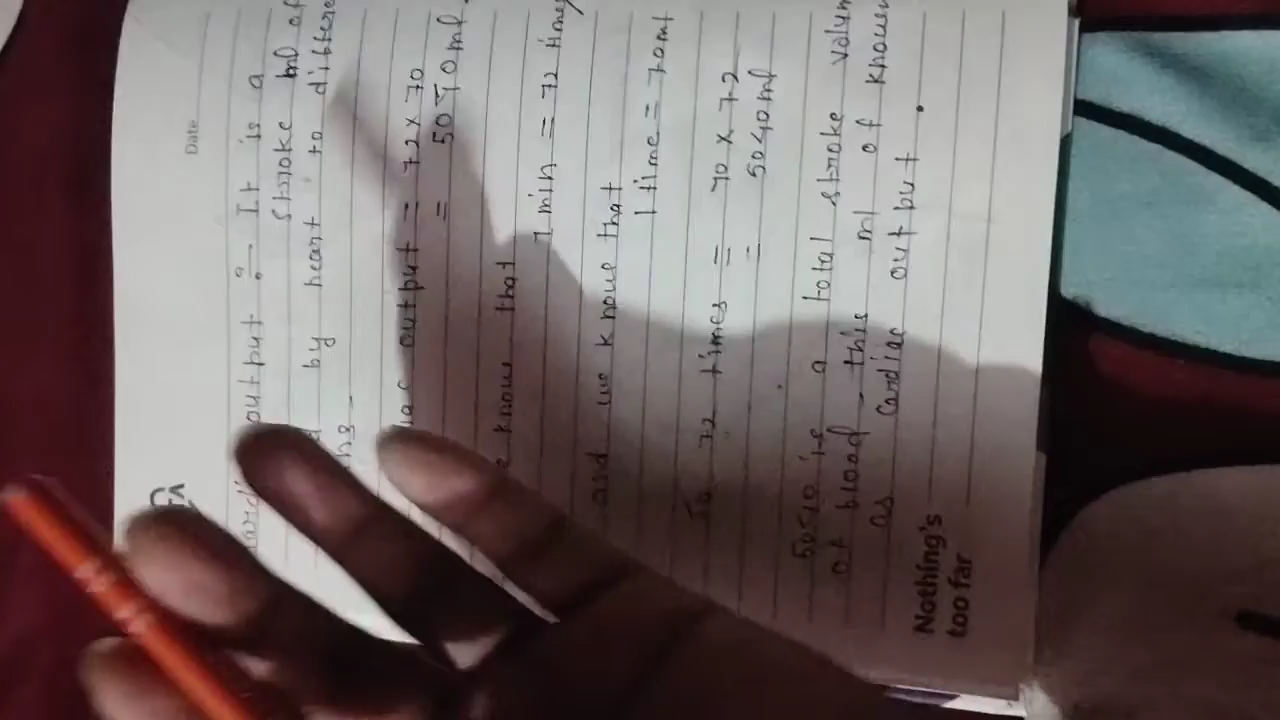 Date
output ? :- It is a
stroke ml of
by heart to differe
output = 72 x 70
= 5040 ml.
know that
1 min = 72 times
and we know that
1 time = 70 ml
72 times = 70 x 72
= 5040 ml
5040 is a total stroke volum
of blood - this ml of knowen
as cardiac output.
Nothing's
too far